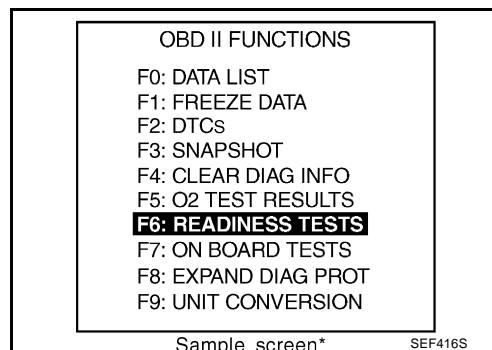 OBD II FUNCTIONS
F0: DATA LIST
F1: FREEZE DATA
F2: DTCs
F3: SNAPSHOT
F4: CLEAR DIAG INFO
F5: O2 TEST RESULTS
F6: READINESS TESTS
F7: ON BOARD TESTS
F8: EXPAND DIAG PROT
F9: UNIT CONVERSION
Sample screen* SEF416S